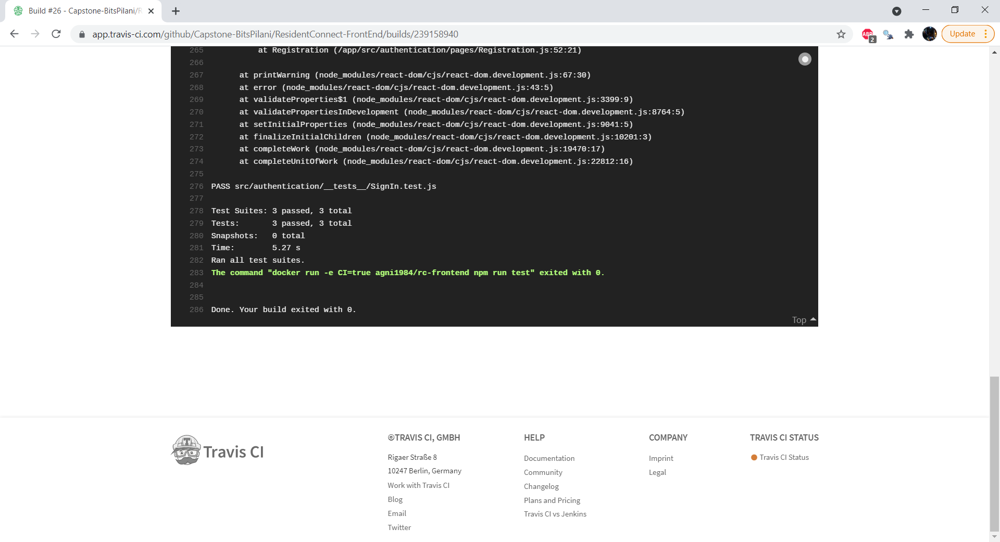 Build #26 - Capstone-BitsPilani/R
app.travis-ci.com/github/Capstone-BitsPilani/ResidentConnect-FrontEnd/builds/239158940
ABP
2
Update
265 at Registration (/app/src/authentication/pages/Registration.js:52:21)
266
267 at printWarning (node_modules/react-dom/cjs/react-dom.development.js:67:30)
268 at error (node_modules/react-dom/cjs/react-dom.development.js:43:5)
269 at validateProperties$1 (node_modules/react-dom/cjs/react-dom.development.js:3399:9)
270 at validatePropertiesInDevelopment (node_modules/react-dom/cjs/react-dom.development.js:8764:5)
271 at setInitialProperties (node_modules/react-dom/cjs/react-dom.development.js:9041:5)
272 at finalizeInitialChildren (node_modules/react-dom/cjs/react-dom.development.js:10201:3)
273 at completeWork (node_modules/react-dom/cjs/react-dom.development.js:19470:17)
274 at completeUnitOfWork (node_modules/react-dom/cjs/react-dom.development.js:22812:16)
275
276 PASS src/authentication/__tests__/SignIn.test.js
277
278 Test Suites: 3 passed, 3 total
279 Tests: 3 passed, 3 total
280 Snapshots: 0 total
281 Time: 5.27 s
282 Ran all test suites.
283 The command "docker run -e CI=true agni1984/rc-frontend npm run test" exited with 0.
284
285
286 Done. Your build exited with 0.
Top
T
Travis CI
©TRAVIS CI, GMBH
Rigaer Straße 8
10247 Berlin, Germany
Work with Travis CI
Blog
Email
Twitter
HELP
Documentation
Community
Changelog
Plans and Pricing
Travis CI vs Jenkins
COMPANY
Imprint
Legal
TRAVIS CI STATUS
Travis CI Status